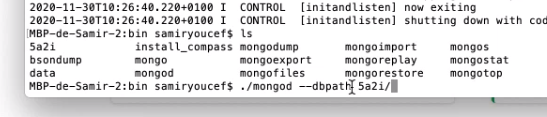 2020-11-30T10:26:40.219+0100 I  CONTROL  [initandlisten] now exiting
2020-11-30T10:26:40.220+0100 I  CONTROL  [initandlisten] shutting down with cod
MBP-de-Samir-2:bin samiryoucef$ ls
5a2i install_compass mongodump mongoimport mongos
bsondump mongo mongoexport mongoreplay mongostat
data mongod mongofiles mongorestore mongotop
MBP-de-Samir-2:bin samiryoucef$ ./mongod --dbpath 5a2i/